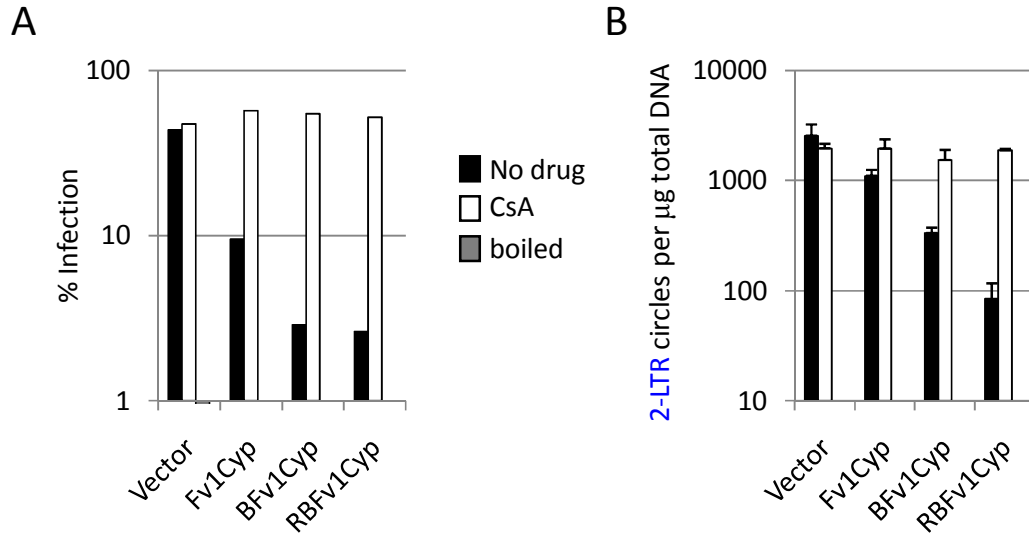 A
100
10
1
% Infection
Vector
Fv1Cyp
BFv1Cyp
RBFv1Cyp
No drug
CsA
boiled
B
10000
1000
100
10
2-LTR circles per μg total DNA
Vector
Fv1Cyp
BFv1Cyp
RBFv1Cyp